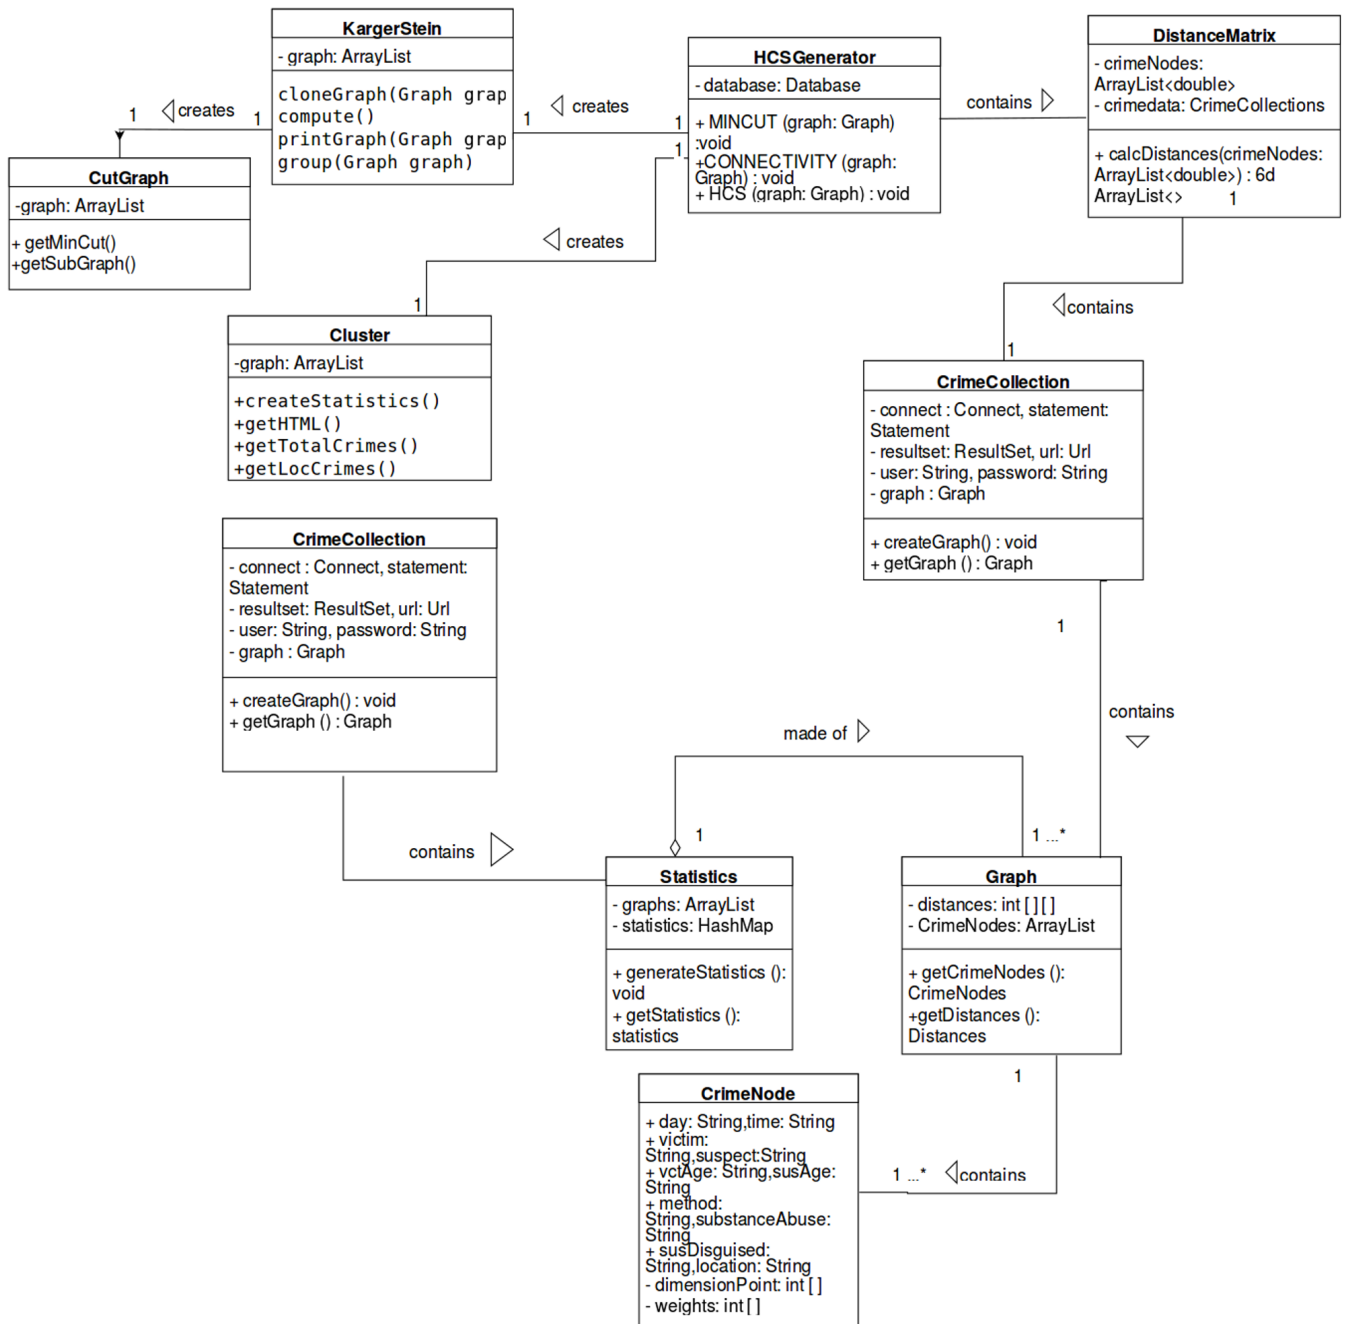 KargerStein
- graph: ArrayList
cloneGraph(Graph grap
compute()
printGraph(Graph grap
group(Graph graph)
HCSGenerator
- database: Database
+ MINCUT (graph: Graph)
:void
+CONNECTIVITY (graph:
Graph) : void
+ HCS (graph: Graph) : void
DistanceMatrix
- crimeNodes:
ArrayList<double>
- crimedata: CrimeCollections
+ calcDistances(crimeNodes:
ArrayList<double>) : 6d
ArrayList<>
1
contains
1
creates
1
1
creates
1
1
CutGraph
-graph: ArrayList
+ getMinCut()
+getSubGraph()
creates
1
contains
1
Cluster
-graph: ArrayList
+createStatistics()
+getHTML()
+getTotalCrimes()
+getLocCrimes()
CrimeCollection
- connect : Connect, statement:
Statement
- resultset: ResultSet, url: Url
- user: String, password: String
- graph : Graph
+ createGraph() : void
+ getGraph () : Graph
CrimeCollection
- connect : Connect, statement:
Statement
- resultset: ResultSet, url: Url
- user: String, password: String
- graph : Graph
+ createGraph() : void
+ getGraph () : Graph
1
contains
made of
contains
1
1 ...*
Statistics
- graphs: ArrayList
- statistics: HashMap
+ generateStatistics ():
void
+ getStatistics ():
statistics
Graph
- distances: int [ ] [ ]
- CrimeNodes: ArrayList
+ getCrimeNodes ():
CrimeNodes
+getDistances ():
Distances
1
1 ...*
contains
CrimeNode
+ day: String,time: String
+ victim:
String,suspect:String
+ vctAge: String,susAge:
String
+ method:
String,substanceAbuse:
String
+ susDisguised:
String,location: String
- dimensionPoint: int [ ]
- weights: int [ ]